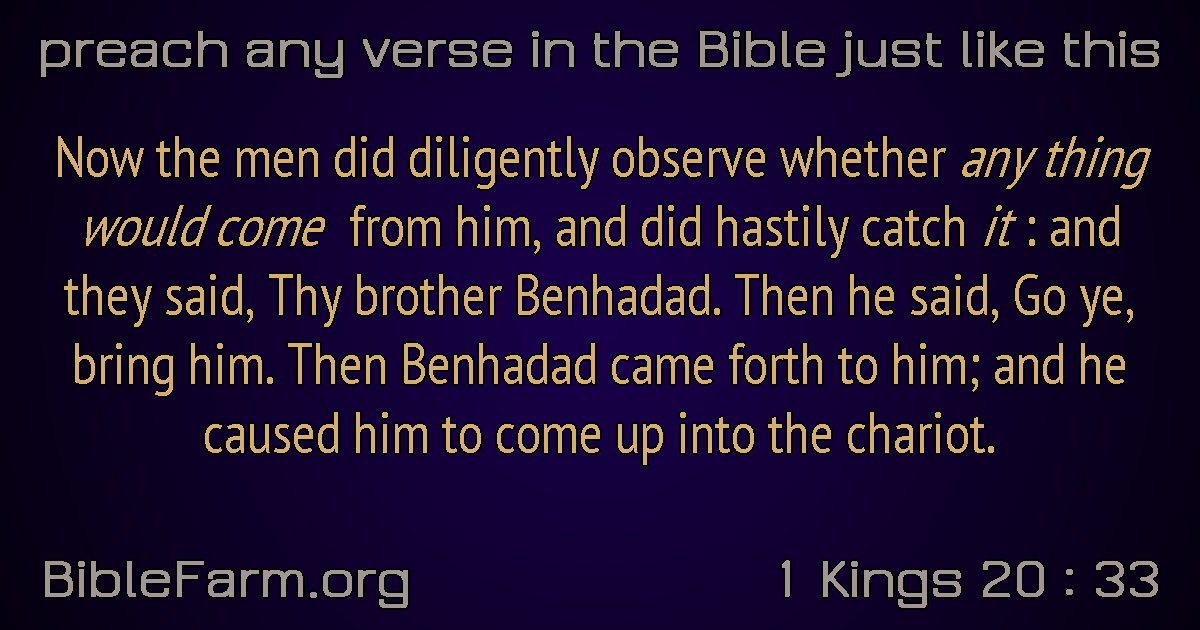 preach any verse in the Bible just like this
Now the men did diligently observe whether any thing
would come from him, and did hastily catch it : and
they said, Thy brother Benhadad. Then he said, Go ye,
bring him. Then Benhadad came forth to him; and he
caused him to come up into the chariot.
BibleFarm.org
1 Kings 20 : 33